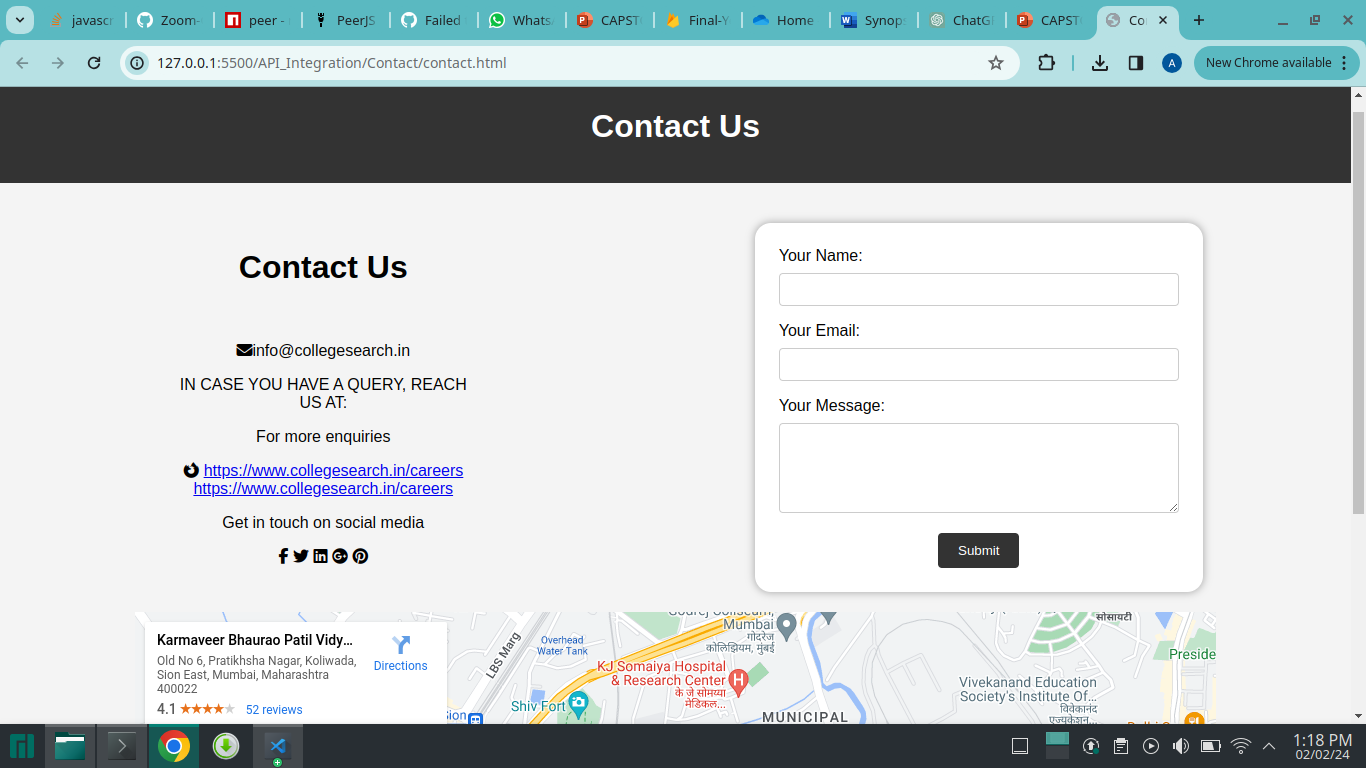 javascr
Zoom-
peer -
PeerJS
Failed
Whats
CAPST
Final-Y
Home
Synop
ChatG
CAPST
Co
127.0.0.1:5500/API_Integration/Contact/contact.html
A
New Chrome available
Contact Us
Contact Us
info@collegesearch.in
IN CASE YOU HAVE A QUERY, REACH
US AT:
For more enquiries
https://www.collegesearch.in/careers
https://www.collegesearch.in/careers
Get in touch on social media
Your Name:
Your Email:
Your Message:
Submit
Karmaveer Bhaurao Patil Vidy...
Old No 6, Pratikhsha Nagar, Koliwada,
Sion East, Mumbai, Maharashtra
400022
4.1
52 reviews
Directions
LBS Marg
Overhead
Water Tank
Godrej Coliseum,
Mumbai
गोदरेज
कोलिझियम, मुंबई
KJ Somaiya Hospital
& Research Center
के जे सोमय्या
मेडिकल...
H
Shiv Fort
Sion
MUNICIPAL
सोसायटी
Preside
Vivekanand Education
Society's Institute Of...
विवेकानंद
एज्यकेशन...
1:18 PM
02/02/24